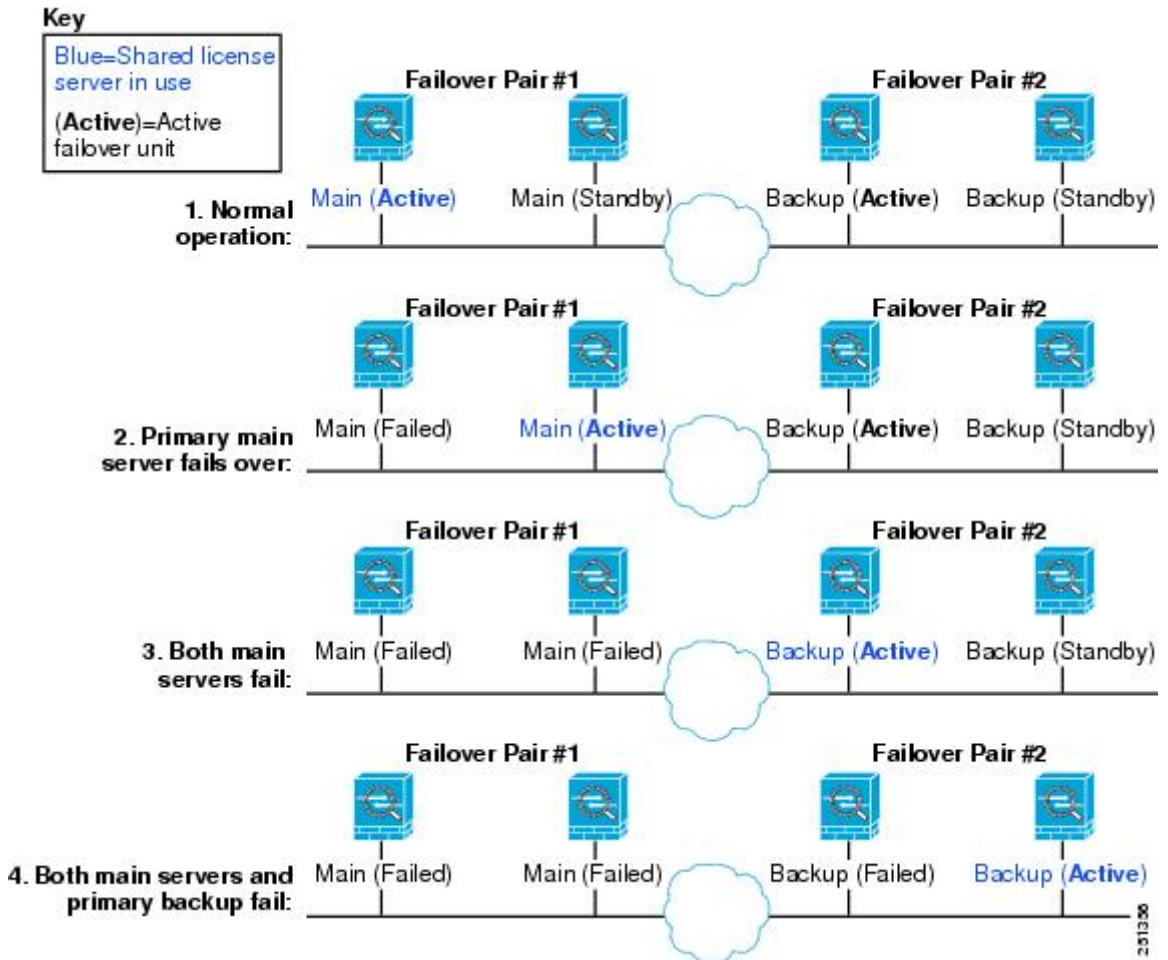 Key
Blue=Shared license
server in use
(Active)=Active
failover unit
Failover Pair #1
Failover Pair #2
1. Normal
operation:
Main (Active)
Main (Standby)
Backup (Active)
Backup (Standby)
Failover Pair #1
Failover Pair #2
2. Primary main
server fails over:
Main (Failed)
Main (Active)
Backup (Active)
Backup (Standby)
Failover Pair #1
Failover Pair #2
3. Both main
servers fail:
Main (Failed)
Main (Failed)
Backup (Active)
Backup (Standby)
Failover Pair #1
Failover Pair #2
4. Both main servers and
primary backup fail:
Main (Failed)
Main (Failed)
Backup (Failed)
Backup (Active)
251356